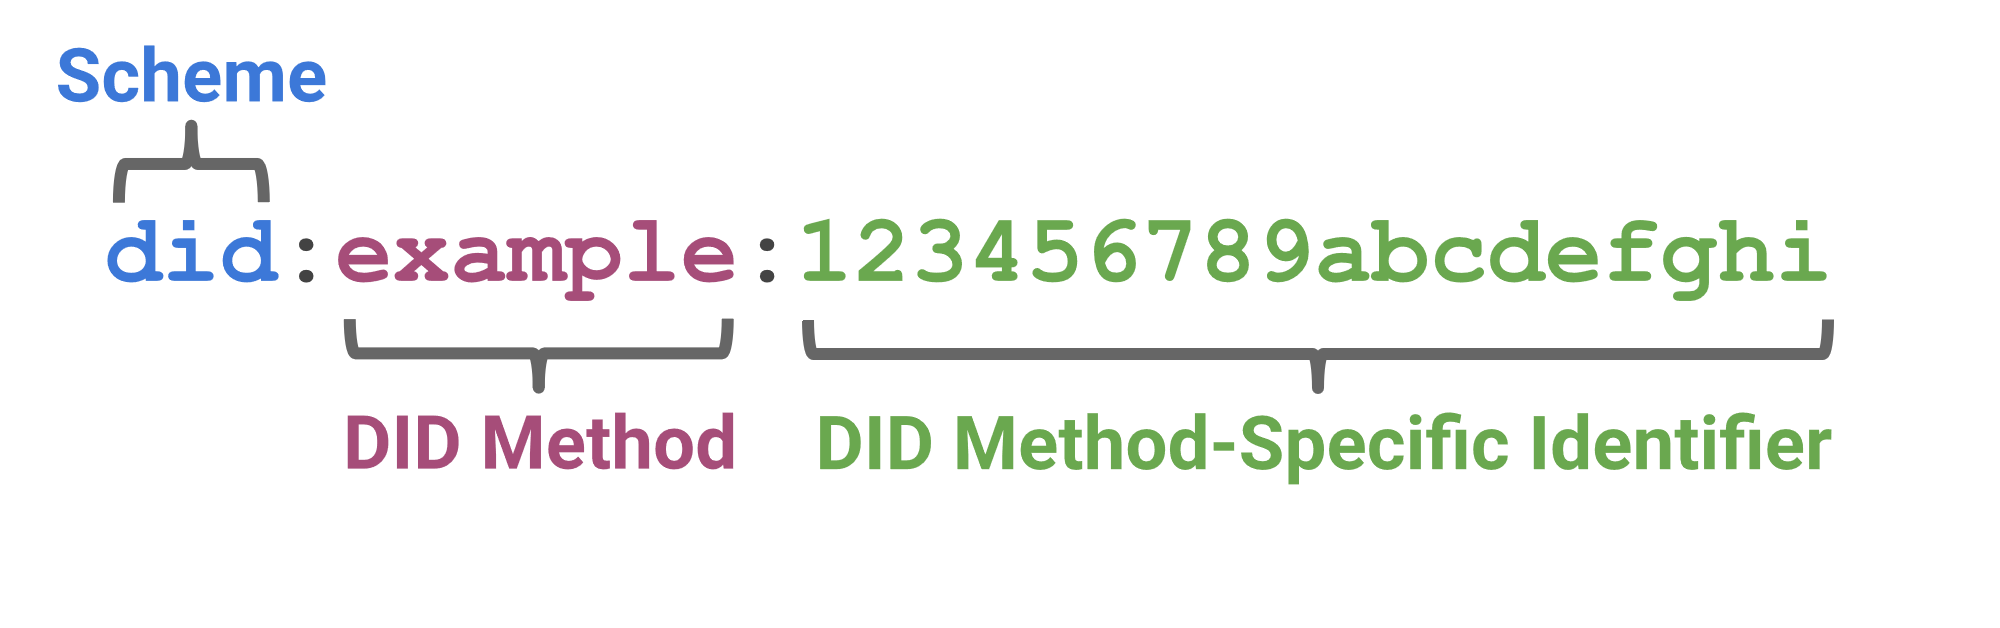 Scheme
did:example:123456789abcdefghi
DID Method DID Method-Specific Identifier